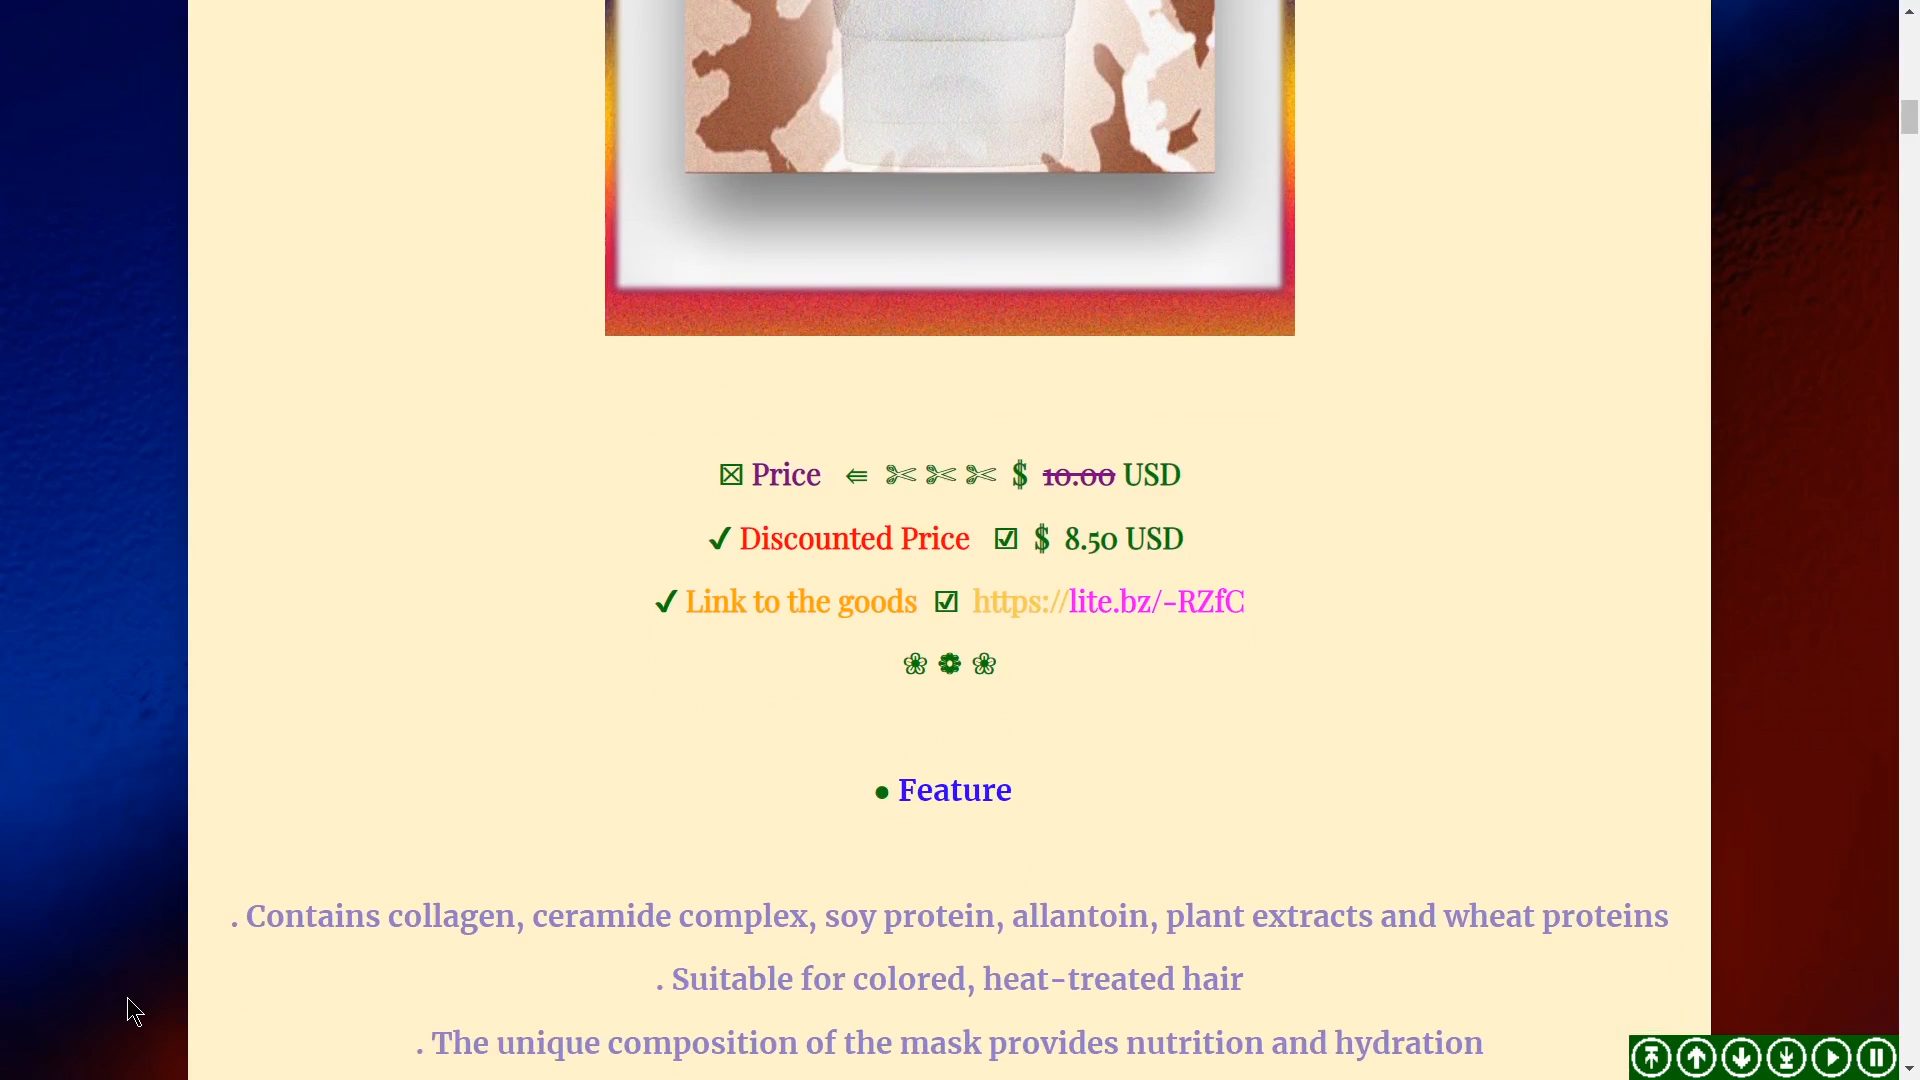 ☒ Price ⇚ ✄ ✄ ✄ $ 10.00 USD
✔ Discounted Price ☑ $ 8.50 USD
✔ Link to the goods ☑ https://lite.bz/-RZfC
❀ ❁ ❀
● Feature
. Contains collagen, ceramide complex, soy protein, allantoin, plant extracts and wheat proteins
. Suitable for colored, heat-treated hair
. The unique composition of the mask provides nutrition and hydration